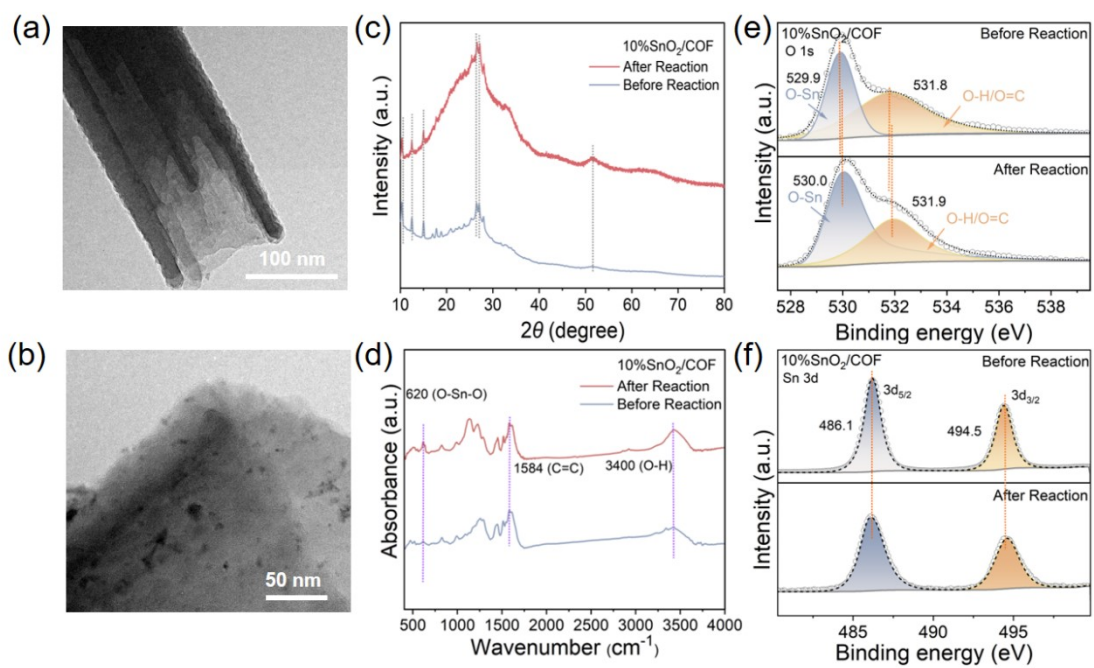 (a)
100 nm
(b)
50 nm
(c)
10%SnO₂/COF
After Reaction
Before Reaction
Intensity (a.u.)
10 20 30 40 50 60 70 80
2θ (degree)
(d)
10%SnO₂/COF
After Reaction
Before Reaction
620 (O-Sn-O)
1584 (C=C)
3400 (O-H)
Absorbance (a.u.)
500 1000 1500 2000 2500 3000 3500 4000
Wavenumber (cm⁻¹)
(e)
10%SnO₂/COF
Before Reaction
O 1s
529.9
O-Sn
531.8
O-H/O=C
After Reaction
530.0
O-Sn
531.9
O-H/O=C
Intensity (a.u.)
528 530 532 534 536 538
Binding energy (eV)
(f)
10%SnO₂/COF
Before Reaction
Sn 3d
3d₅/₂
3d₃/₂
486.1
494.5
After Reaction
Intensity (a.u.)
485 490 495
Binding energy (eV)